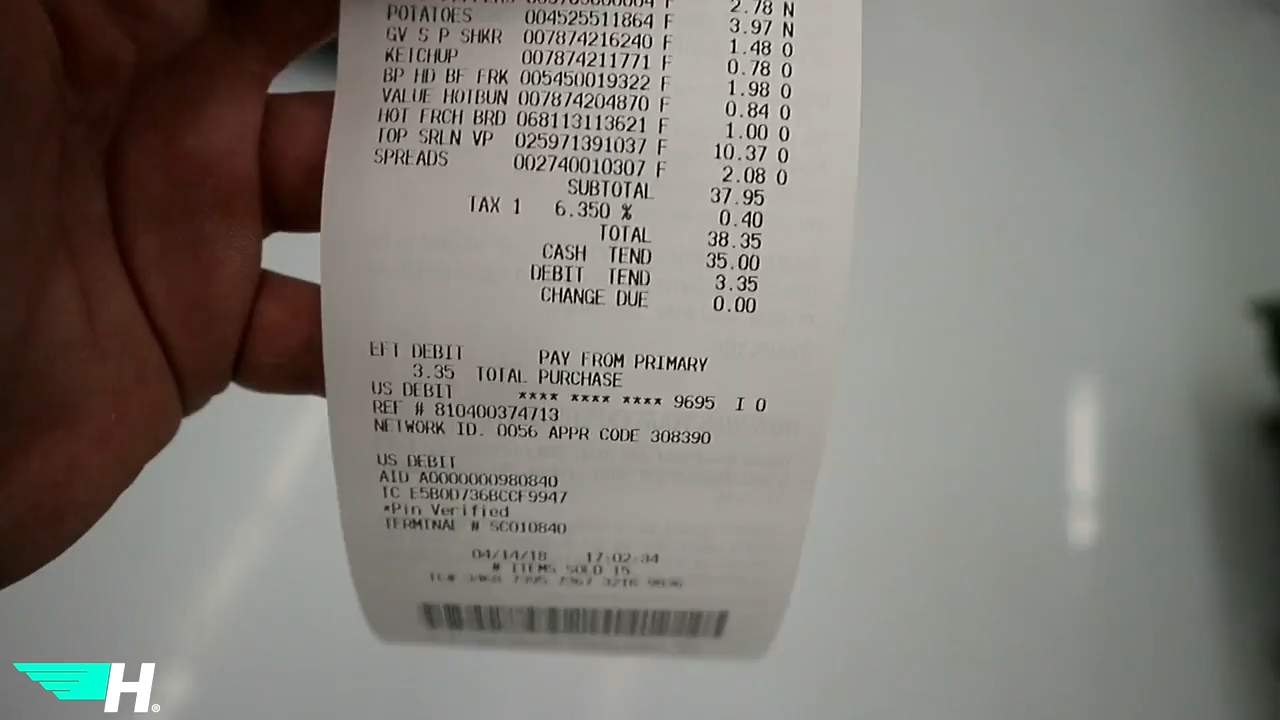 2.78 N
POTATOES 004525511864 F 3.97 N
GV S P SHKR 007874216240 F 1.48 O
KETCHUP 007874211771 F 0.78 O
BP HD BF FRK 005450019322 F 1.98 O
VALUE HOTBUN 007874204870 F 0.84 O
HOT FRCH BRD 068113113621 F 1.00 O
TOP SRLN VP 025971391037 F 10.37 O
SPREADS 002740010307 F 2.08 O
SUBTOTAL 37.95
TAX 1 6.350 % 0.40
TOTAL 38.35
CASH TEND 35.00
DEBIT TEND 3.35
CHANGE DUE 0.00
EFT DEBIT PAY FROM PRIMARY
3.35 TOTAL PURCHASE
US DEBIT **** **** **** 9695 I 0
REF # 810400374713
NETWORK ID. 0056 APPR CODE 308390
US DEBIT
AID A0000000980840
TC E5B0D736BCCF9947
*Pin Verified
TERMINAL # SC010840
04/14/18 17:02:34
# ITEMS SOLD 15
TC#
H®